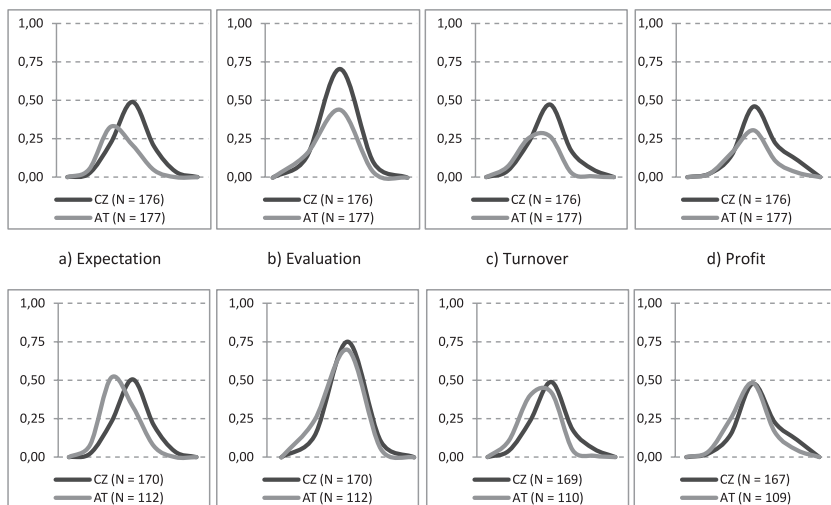 1,00 1,00 1,00 1,00
0,75 0,75 0,75 0,75
0,50 0,50 0,50 0,50
0,25 0,25 0,25 0,25
0,00 0,00 0,00 0,00
CZ (N = 176) CZ (N = 176) CZ (N = 176) CZ (N = 176)
AT (N = 177) AT (N = 177) AT (N = 177) AT (N = 177)
a) Expectation b) Evaluation c) Turnover d) Profit
1,00 1,00 1,00 1,00
0,75 0,75 0,75 0,75
0,50 0,50 0,50 0,50
0,25 0,25 0,25 0,25
0,00 0,00 0,00 0,00
CZ (N = 170) CZ (N = 170) CZ (N = 169) CZ (N = 167)
AT (N = 112) AT (N = 112) AT (N = 110) AT (N = 109)